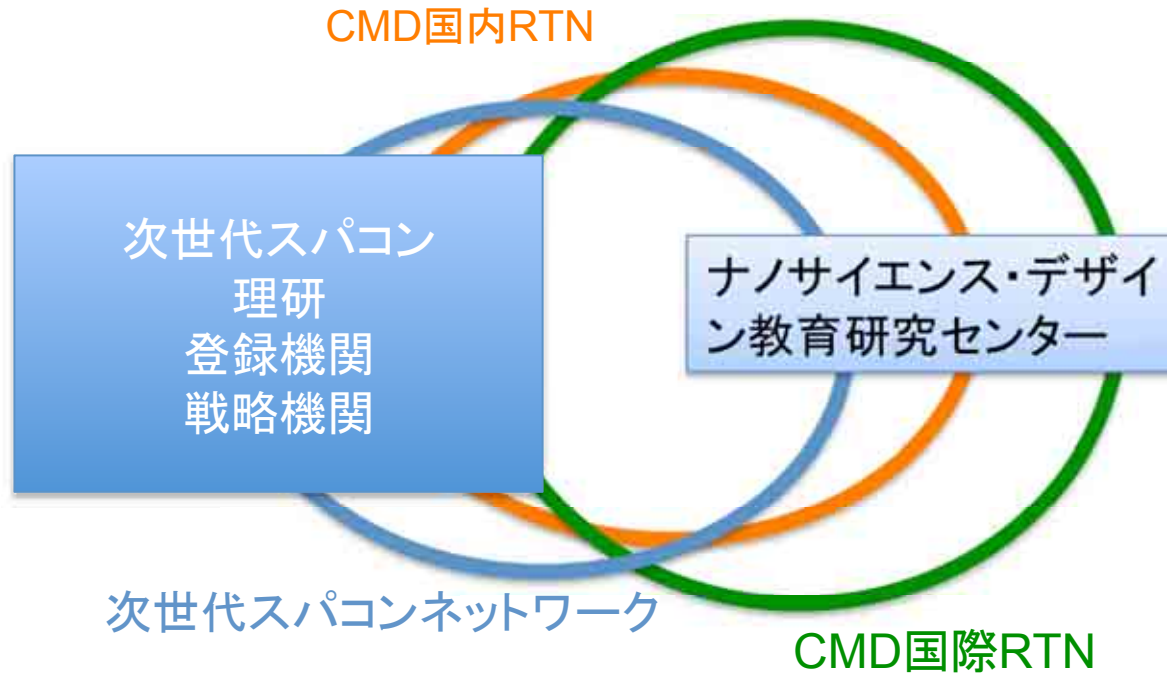 CMD国内RTN
次世代スパコン
理研
登録機関
戦略機関
ナノサイエンス・デザイ
ン教育研究センター
次世代スパコンネットワーク
CMD国際RTN